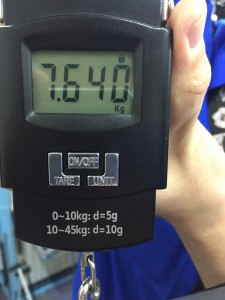 7.640
Kg
ON/OFF
TARE UNIT
0~10kg: d=5g
10~45kg: d=10g